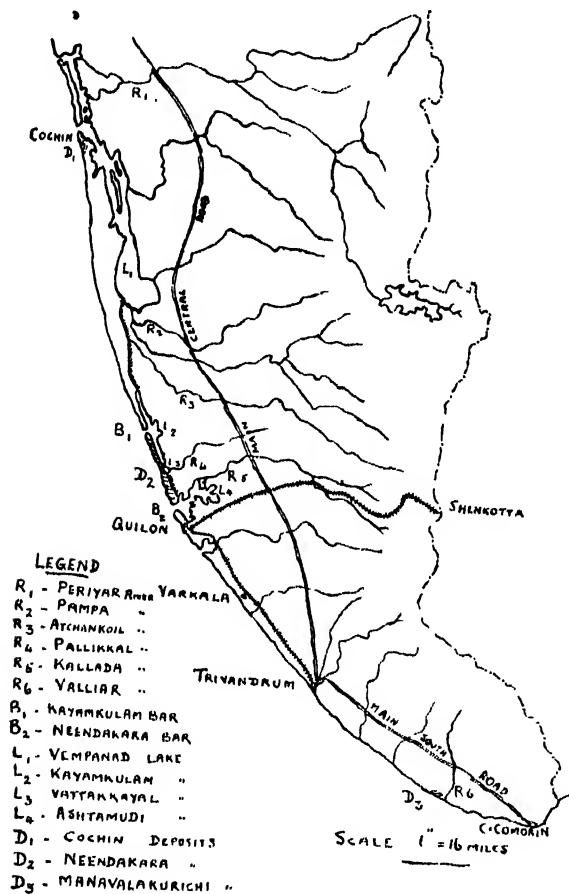 R1.
COCHIN
D1
L1
ROAD
CENTRAL
MAIN
R2
R3
B1
L2
L3
R4
D2
R5
L4
B2
QUILON
SHENKOTTA
VARKALA
TRIVANDRUM
MAIN
SOUTH
ROAD
R6
D3
C.COMORIN
SCALE 1" = 16 MILES
LEGEND
R1 - PERIYAR River
R2 - PAMPA "
R3 - ATCHANKOIL "
R4 - PALLIKKAL "
R5 - KALLADA "
R6 - VALLIAR "
B1 - KAYAMKULAM BAR
B2 - NEENDAKARA BAR
L1 - VEMPANAD LAKE
L2 - KAYAMKULAM "
L3 VATTAKKAYAL "
L4 - ASHTAMUDI "
D1 - COCHIN DEPOSITS
D2 - NEENDAKARA "
D3 - MANAVALAKURICHI "